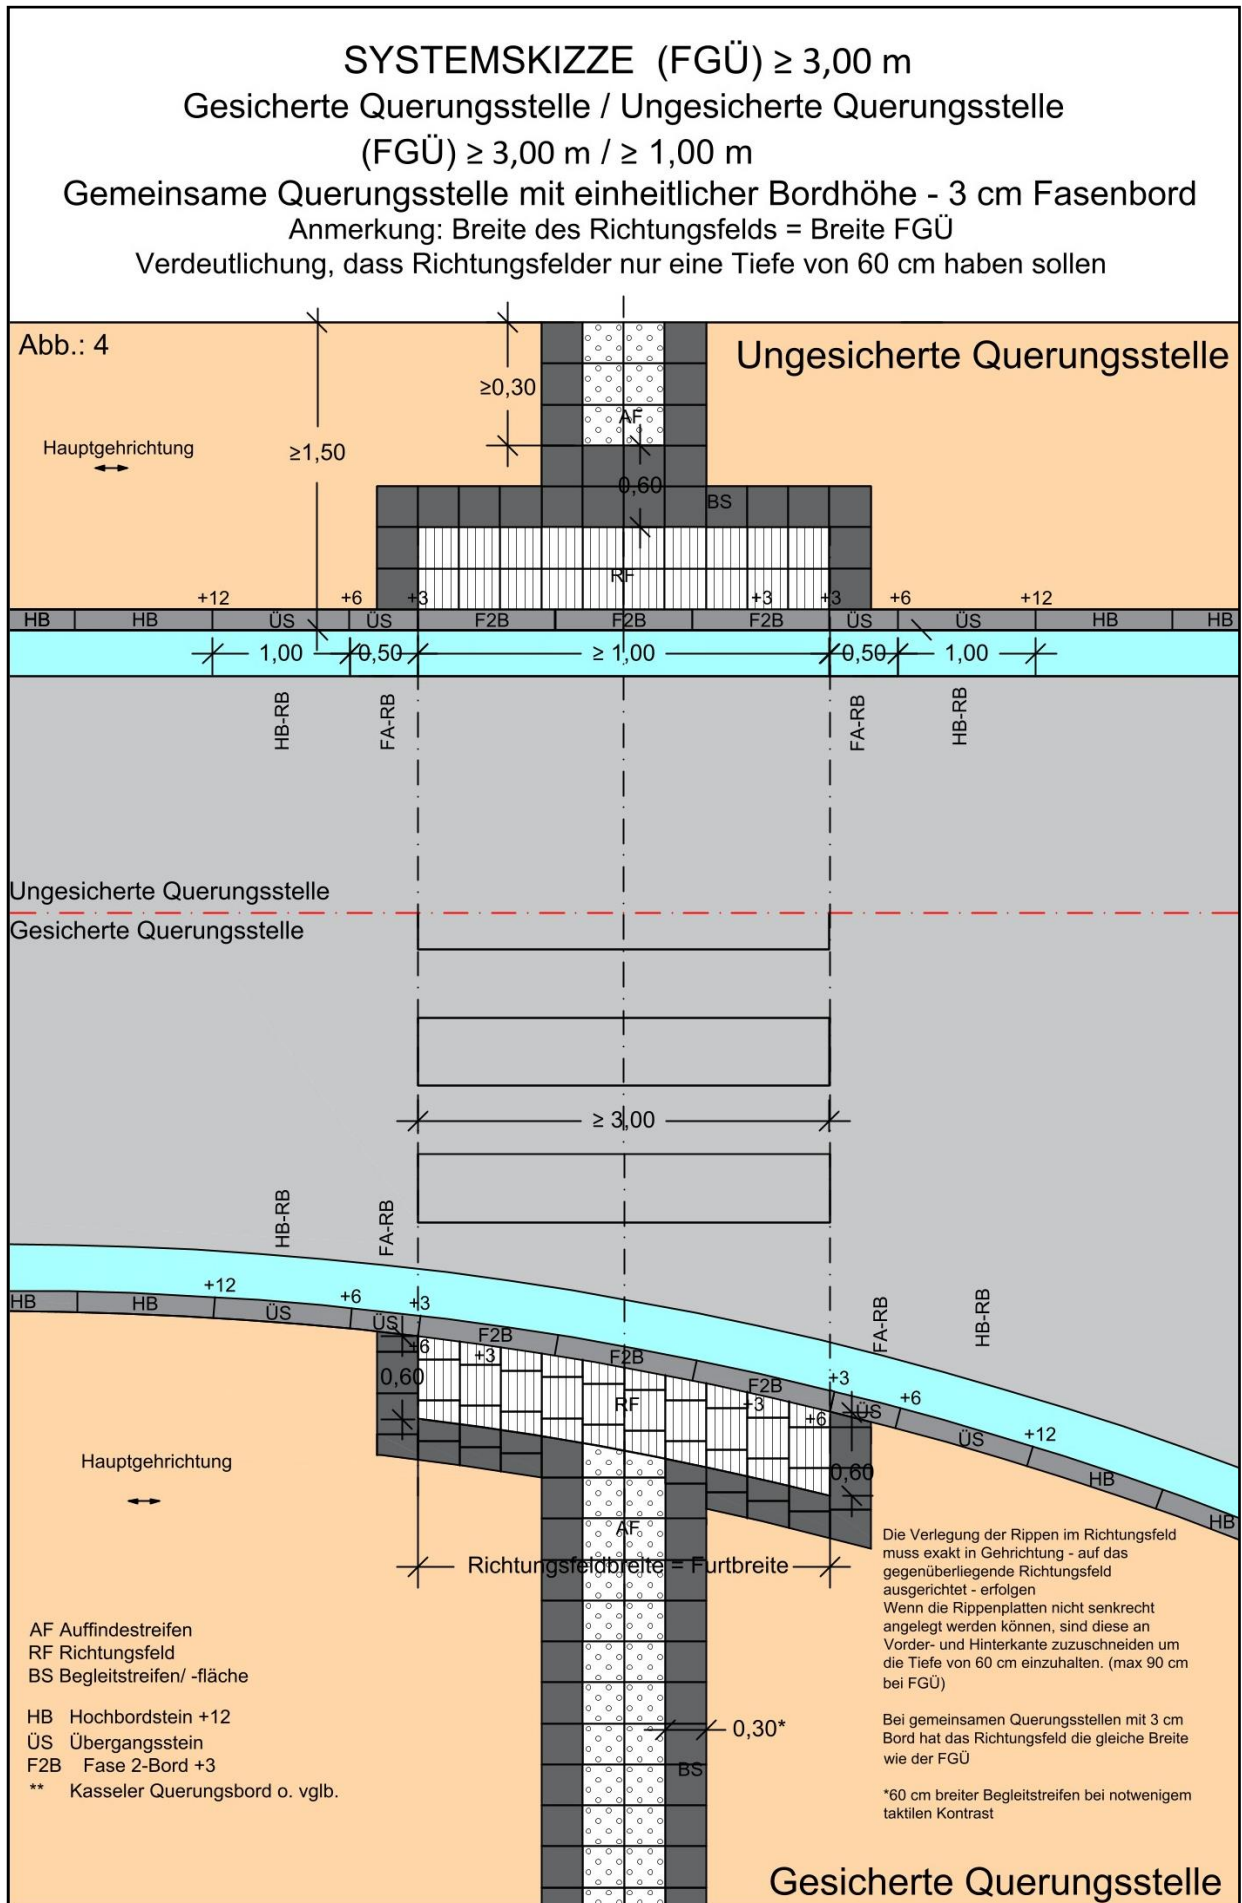 SYSTEMSKIZZE (FGÜ) ≥ 3,00 m
Gesicherte Querungsstelle / Ungesicherte Querungsstelle
(FGÜ) ≥ 3,00 m / ≥ 1,00 m
Gemeinsame Querungsstelle mit einheitlicher Bordhöhe - 3 cm Fasenbord
Anmerkung: Breite des Richtungsfelds = Breite FGÜ
Verdeutlichung, dass Richtungsfelder nur eine Tiefe von 60 cm haben sollen
Abb.: 4
Ungesicherte Querungsstelle
≥0,30
AF
Hauptgehrichtung
≥1,50
0,60
BS
RF
+12 +6 +3 +3 +3 +6 +12
HB HB ÜS ÜS F2B F2B F2B ÜS ÜS HB HB
1,00 0,50 ≥ 1,00 0,50 1,00
HB-RB FA-RB FA-RB HB-RB
Ungesicherte Querungsstelle
Gesicherte Querungsstelle
≥ 3,00
HB-RB FA-RB FA-RB HB-RB
+12 +6 +3
HB HB ÜS ÜS F2B F2B F2B ÜS ÜS HB HB
+6 +3 +3 +6 +3 +6 +12
0,60
RF
0,60
Hauptgehrichtung
AF
Richtungsfeldbreite = Furtbreite
Die Verlegung der Rippen im Richtungsfeld
muss exakt in Gehrichtung - auf das
gegenüberliegende Richtungsfeld
ausgerichtet - erfolgen
Wenn die Rippenplatten nicht senkrecht
angelegt werden können, sind diese an
Vorder- und Hinterkante zuzuschneiden um
die Tiefe von 60 cm einzuhalten. (max 90 cm
bei FGÜ)
Bei gemeinsamen Querungsstellen mit 3 cm
Bord hat das Richtungsfeld die gleiche Breite
wie der FGÜ
*60 cm breiter Begleitstreifen bei notwenigem
taktilen Kontrast
AF Auffindestreifen
RF Richtungsfeld
BS Begleitstreifen/ -fläche
HB Hochbordstein +12
ÜS Übergangsstein
F2B Fase 2-Bord +3
** Kasseler Querungsbord o. vglb.
0,30*
BS
Gesicherte Querungsstelle